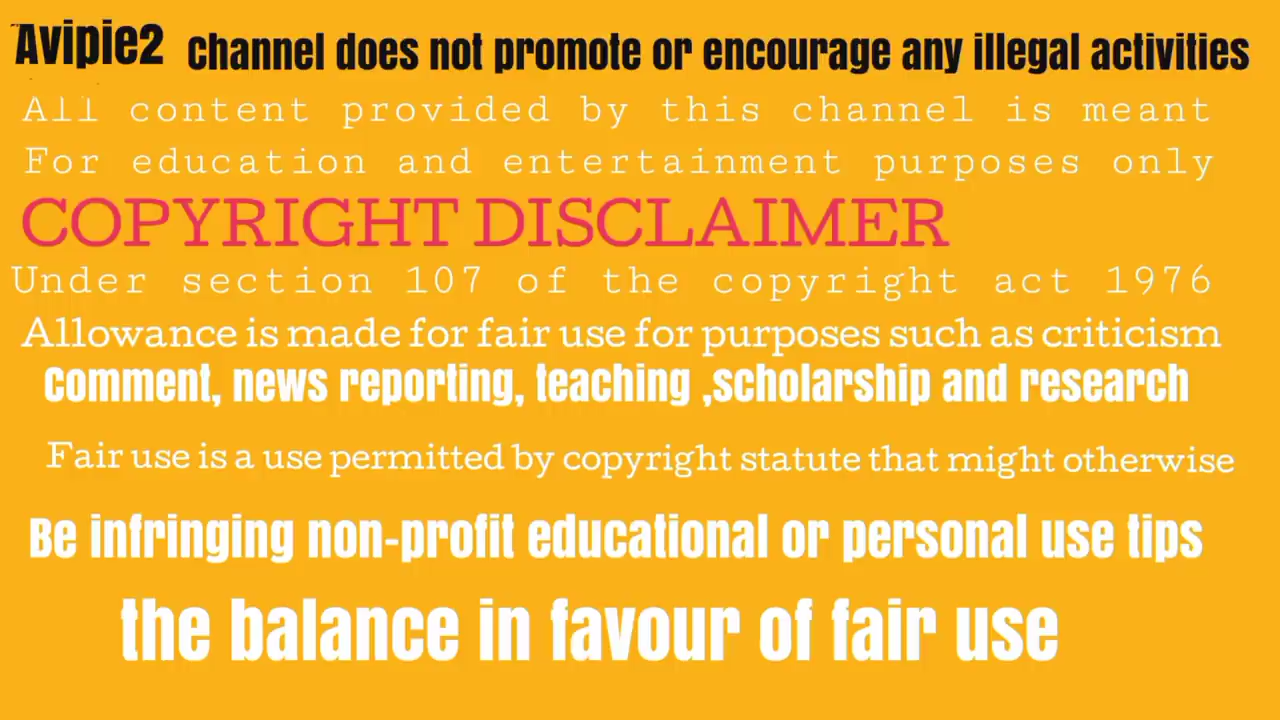 Avipie2 Channel does not promote or encourage any illegal activities
All content provided by this channel is meant
For education and entertainment purposes only
COPYRIGHT DISCLAIMER
Under section 107 of the copyright act 1976
Allowance is made for fair use for purposes such as criticism
Comment, news reporting, teaching ,scholarship and research
Fair use is a use permitted by copyright statute that might otherwise
Be infringing non-profit educational or personal use tips
the balance in favour of fair use